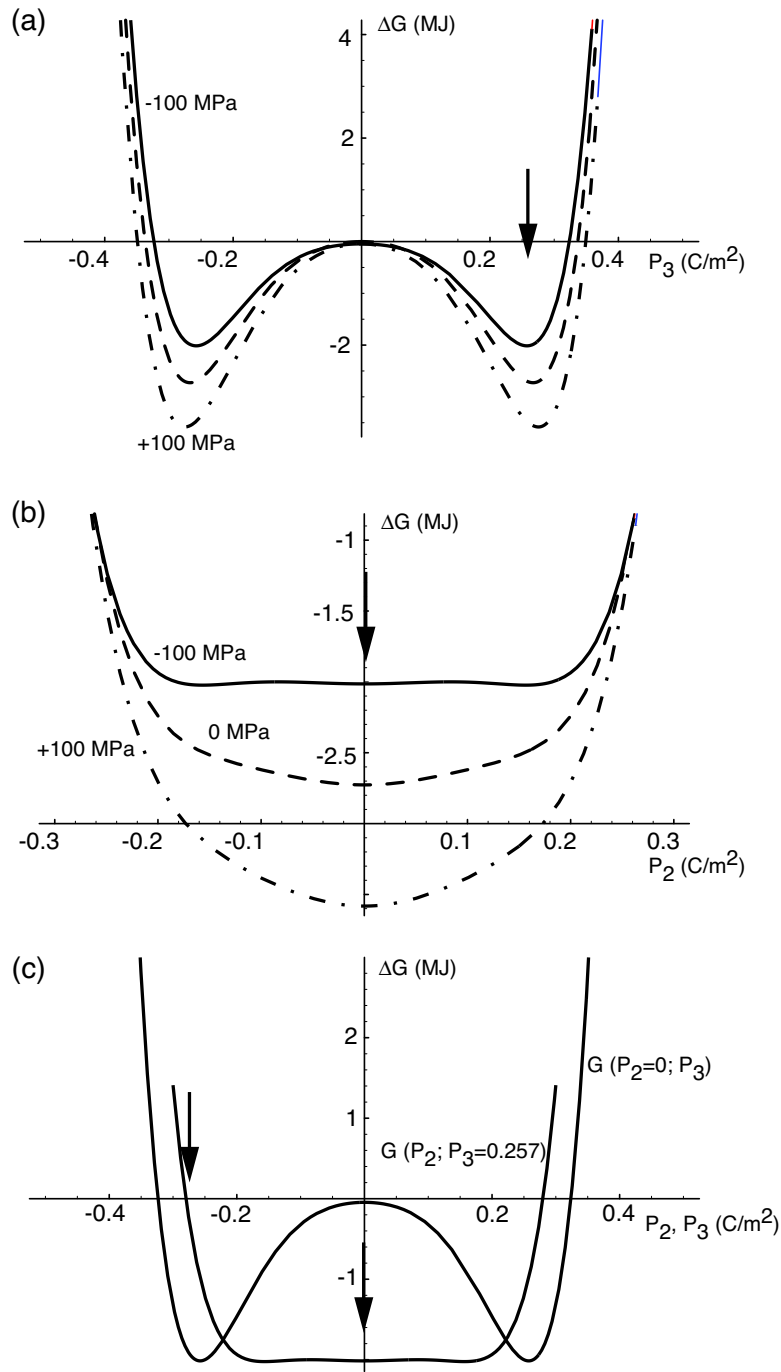 (a)
ΔG (MJ)
4
2
-2
-100 MPa
+100 MPa
-0.4
-0.2
0.2
0.4
P3 (C/m2)
(b)
ΔG (MJ)
-1
-1.5
-2.5
-100 MPa
0 MPa
+100 MPa
-0.3
-0.2
-0.1
0.1
0.2
0.3
P2 (C/m2)
(c)
ΔG (MJ)
2
1
-1
G (P2=0; P3)
G (P2; P3=0.257)
-0.4
-0.2
0.2
0.4
P2, P3 (C/m2)